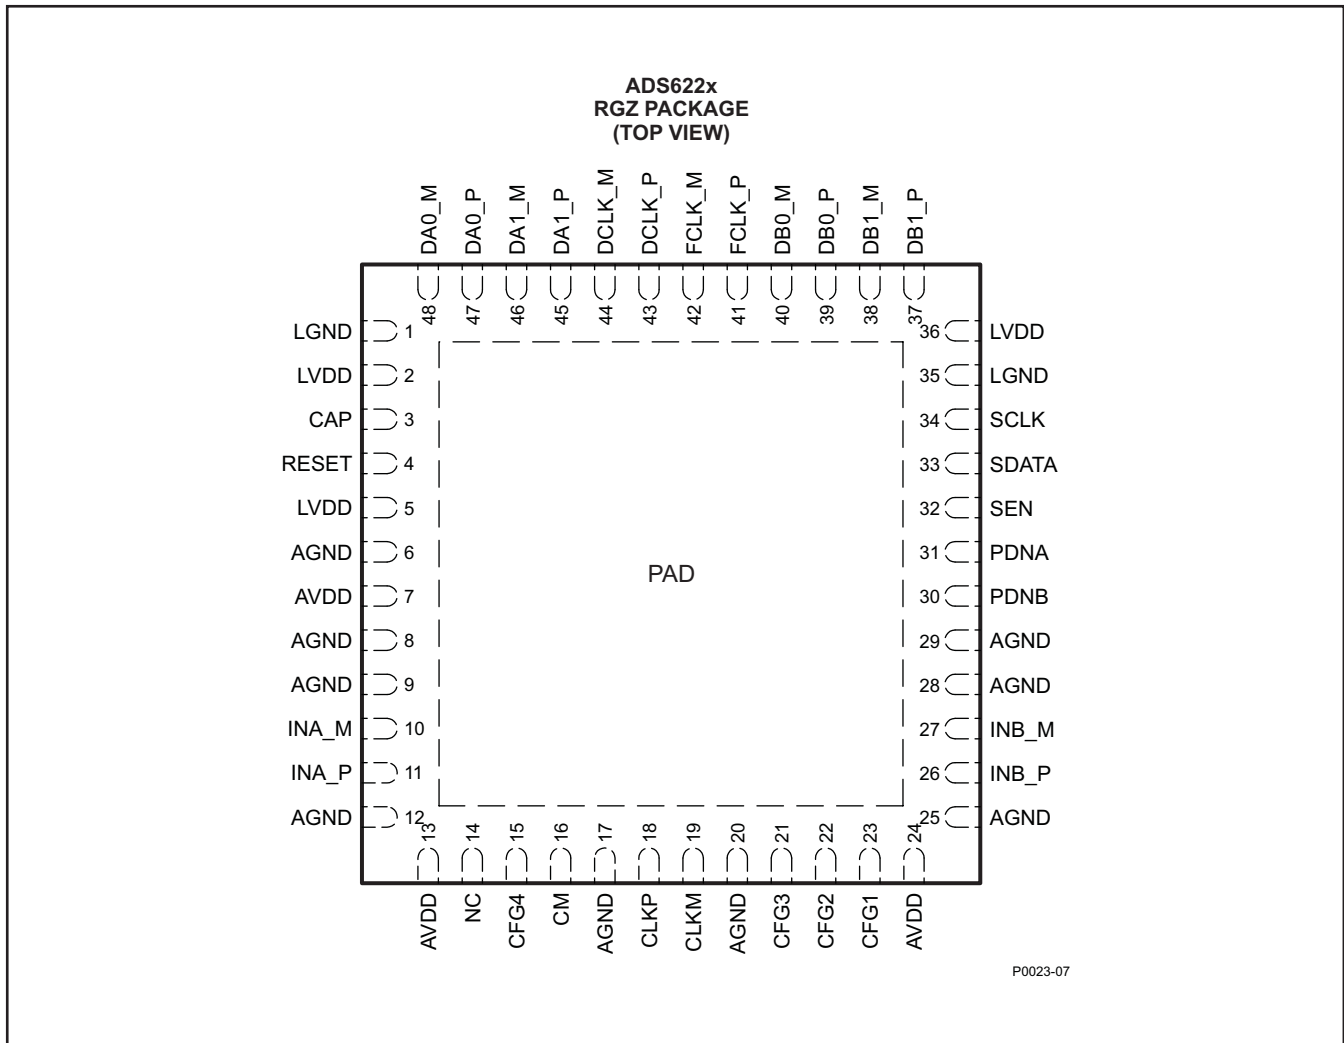 ADS622x
RGZ PACKAGE
(TOP VIEW)
DA0_M
DA0_P
DA1_M
DA1_P
DCLK_M
DCLK_P
FCLK_M
FCLK_P
DB0_M
DB0_P
DB1_M
DB1_P
48
47
46
45
44
43
42
41
40
39
38
37
LGND 1
36 LVDD
LVDD 2
35 LGND
CAP 3
34 SCLK
RESET 4
33 SDATA
LVDD 5
32 SEN
AGND 6
31 PDNA
PAD
AVDD 7
30 PDNB
AGND 8
29 AGND
AGND 9
28 AGND
INA_M 10
27 INB_M
INA_P 11
26 INB_P
AGND 12
25 AGND
13
14
15
16
17
18
19
20
21
22
23
24
AVDD
NC
CFG4
CM
AGND
CLKP
CLKM
AGND
CFG3
CFG2
CFG1
AVDD
P0023-07